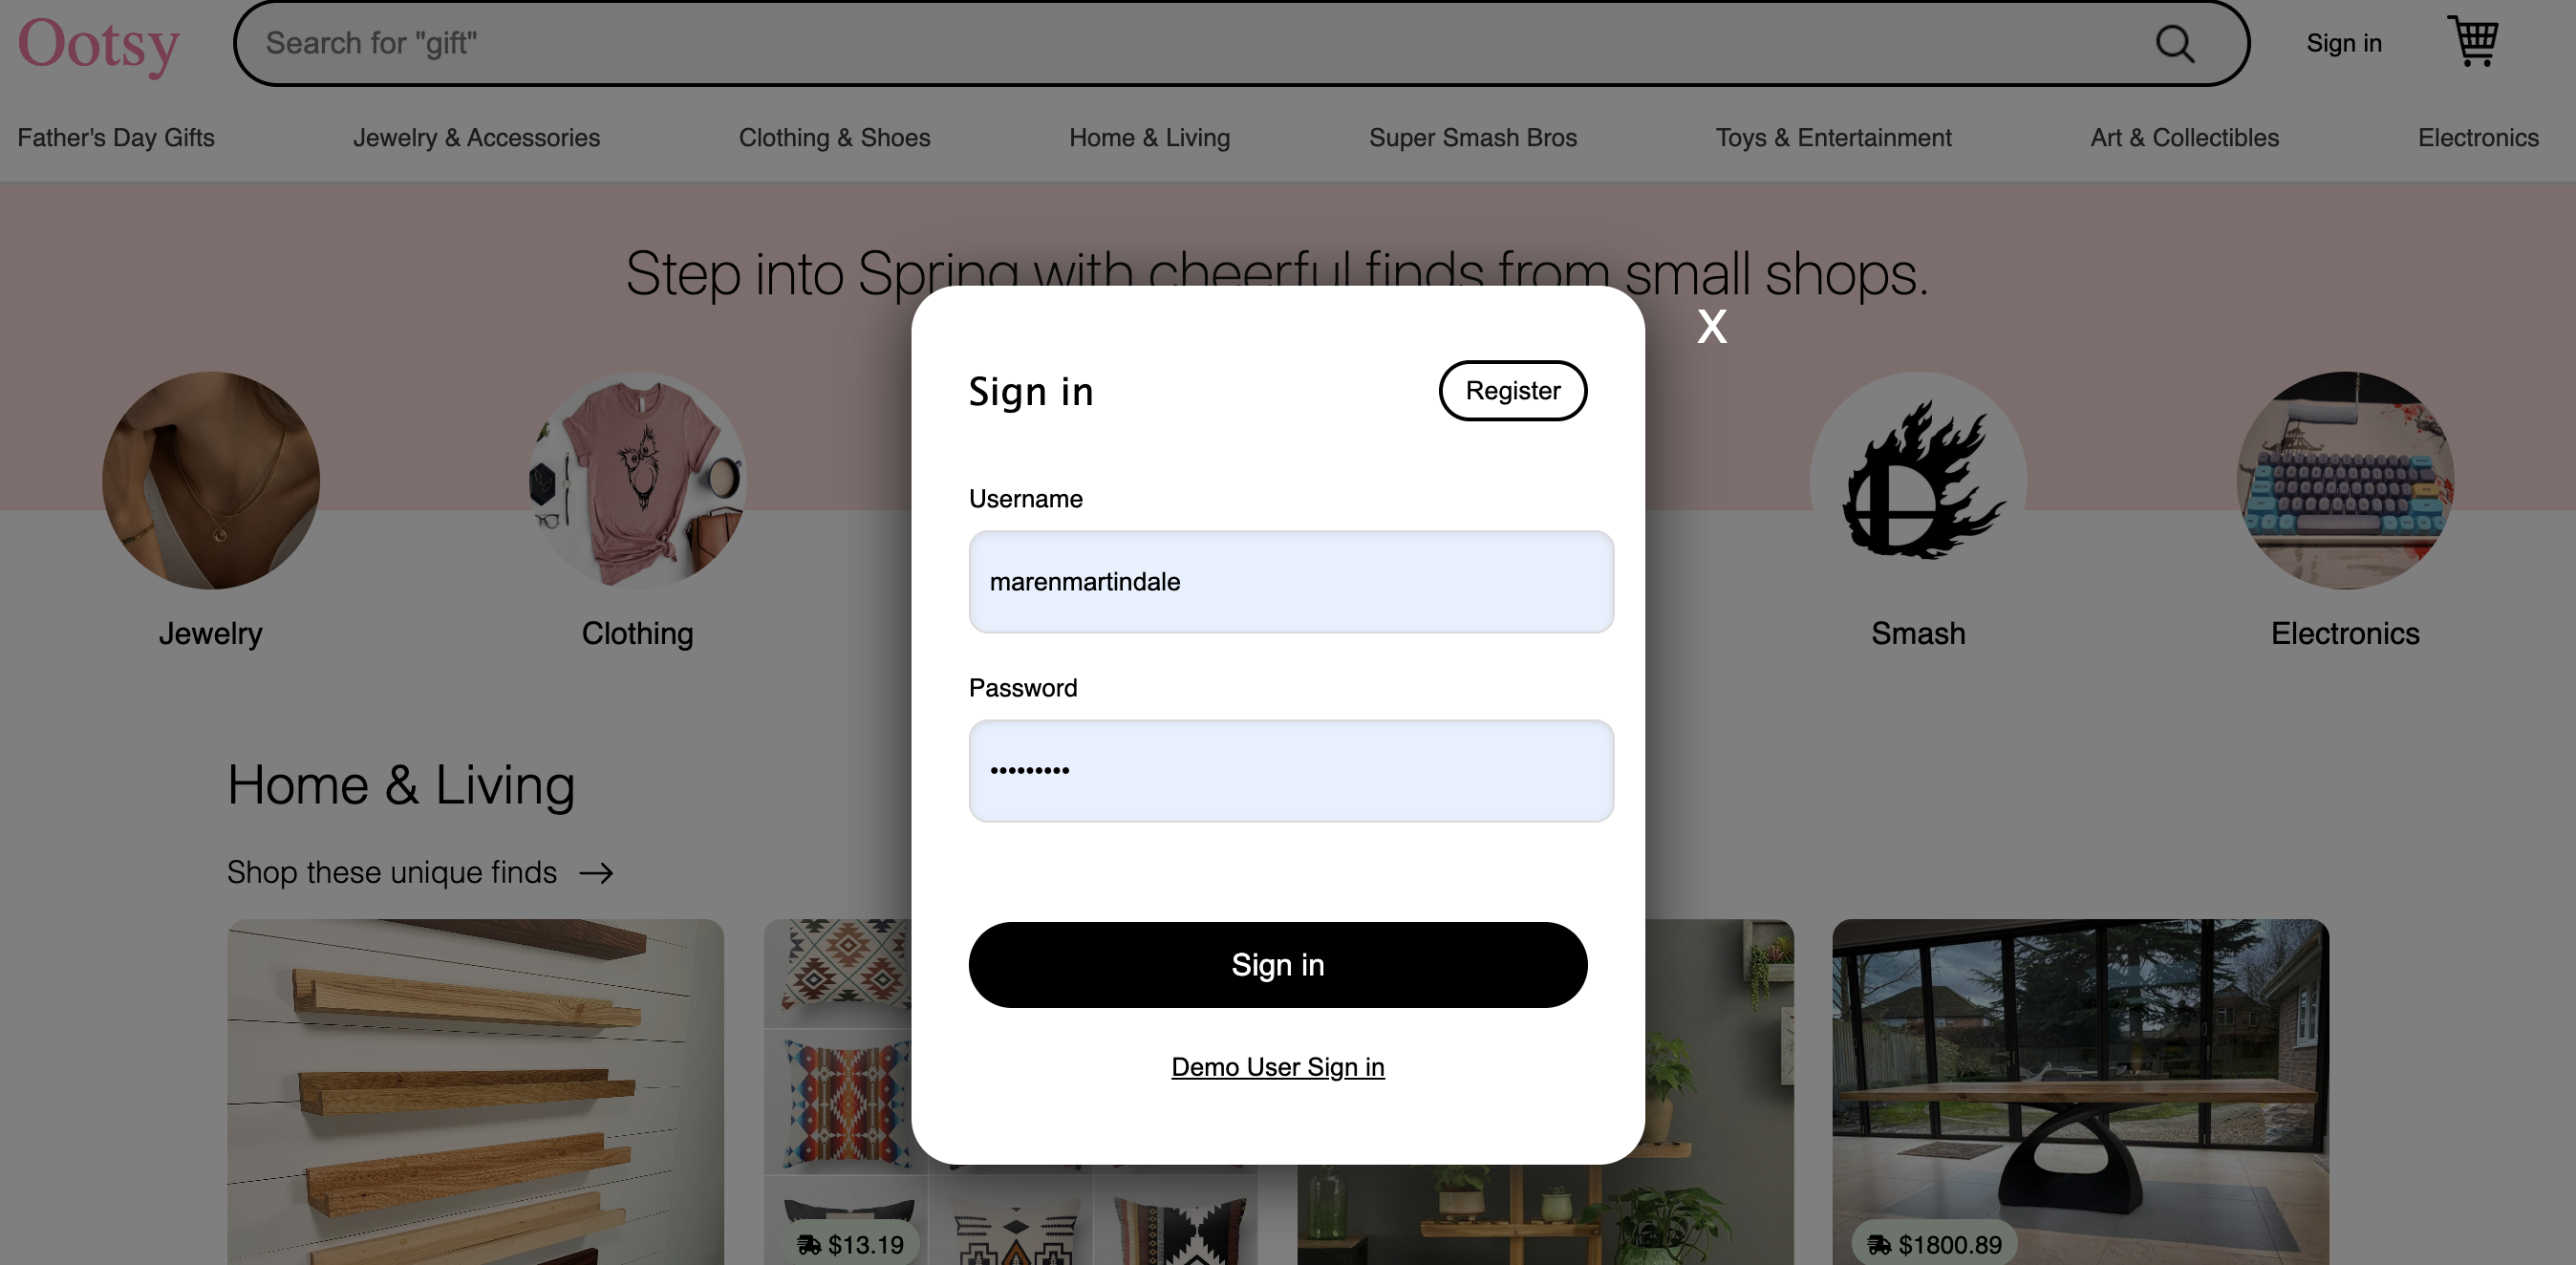 Ootsy
Search for "gift"
Sign in
Father's Day Gifts
Jewelry & Accessories
Clothing & Shoes
Home & Living
Super Smash Bros
Toys & Entertainment
Art & Collectibles
Electronics
Step into Spring with cheerful finds from small shops.
X
Sign in
Register
Username
marenmartindale
Password
•••••••••
Sign in
Demo User Sign in
Jewelry
Clothing
Smash
Electronics
Home & Living
Shop these unique finds →
$13.19
$1800.89